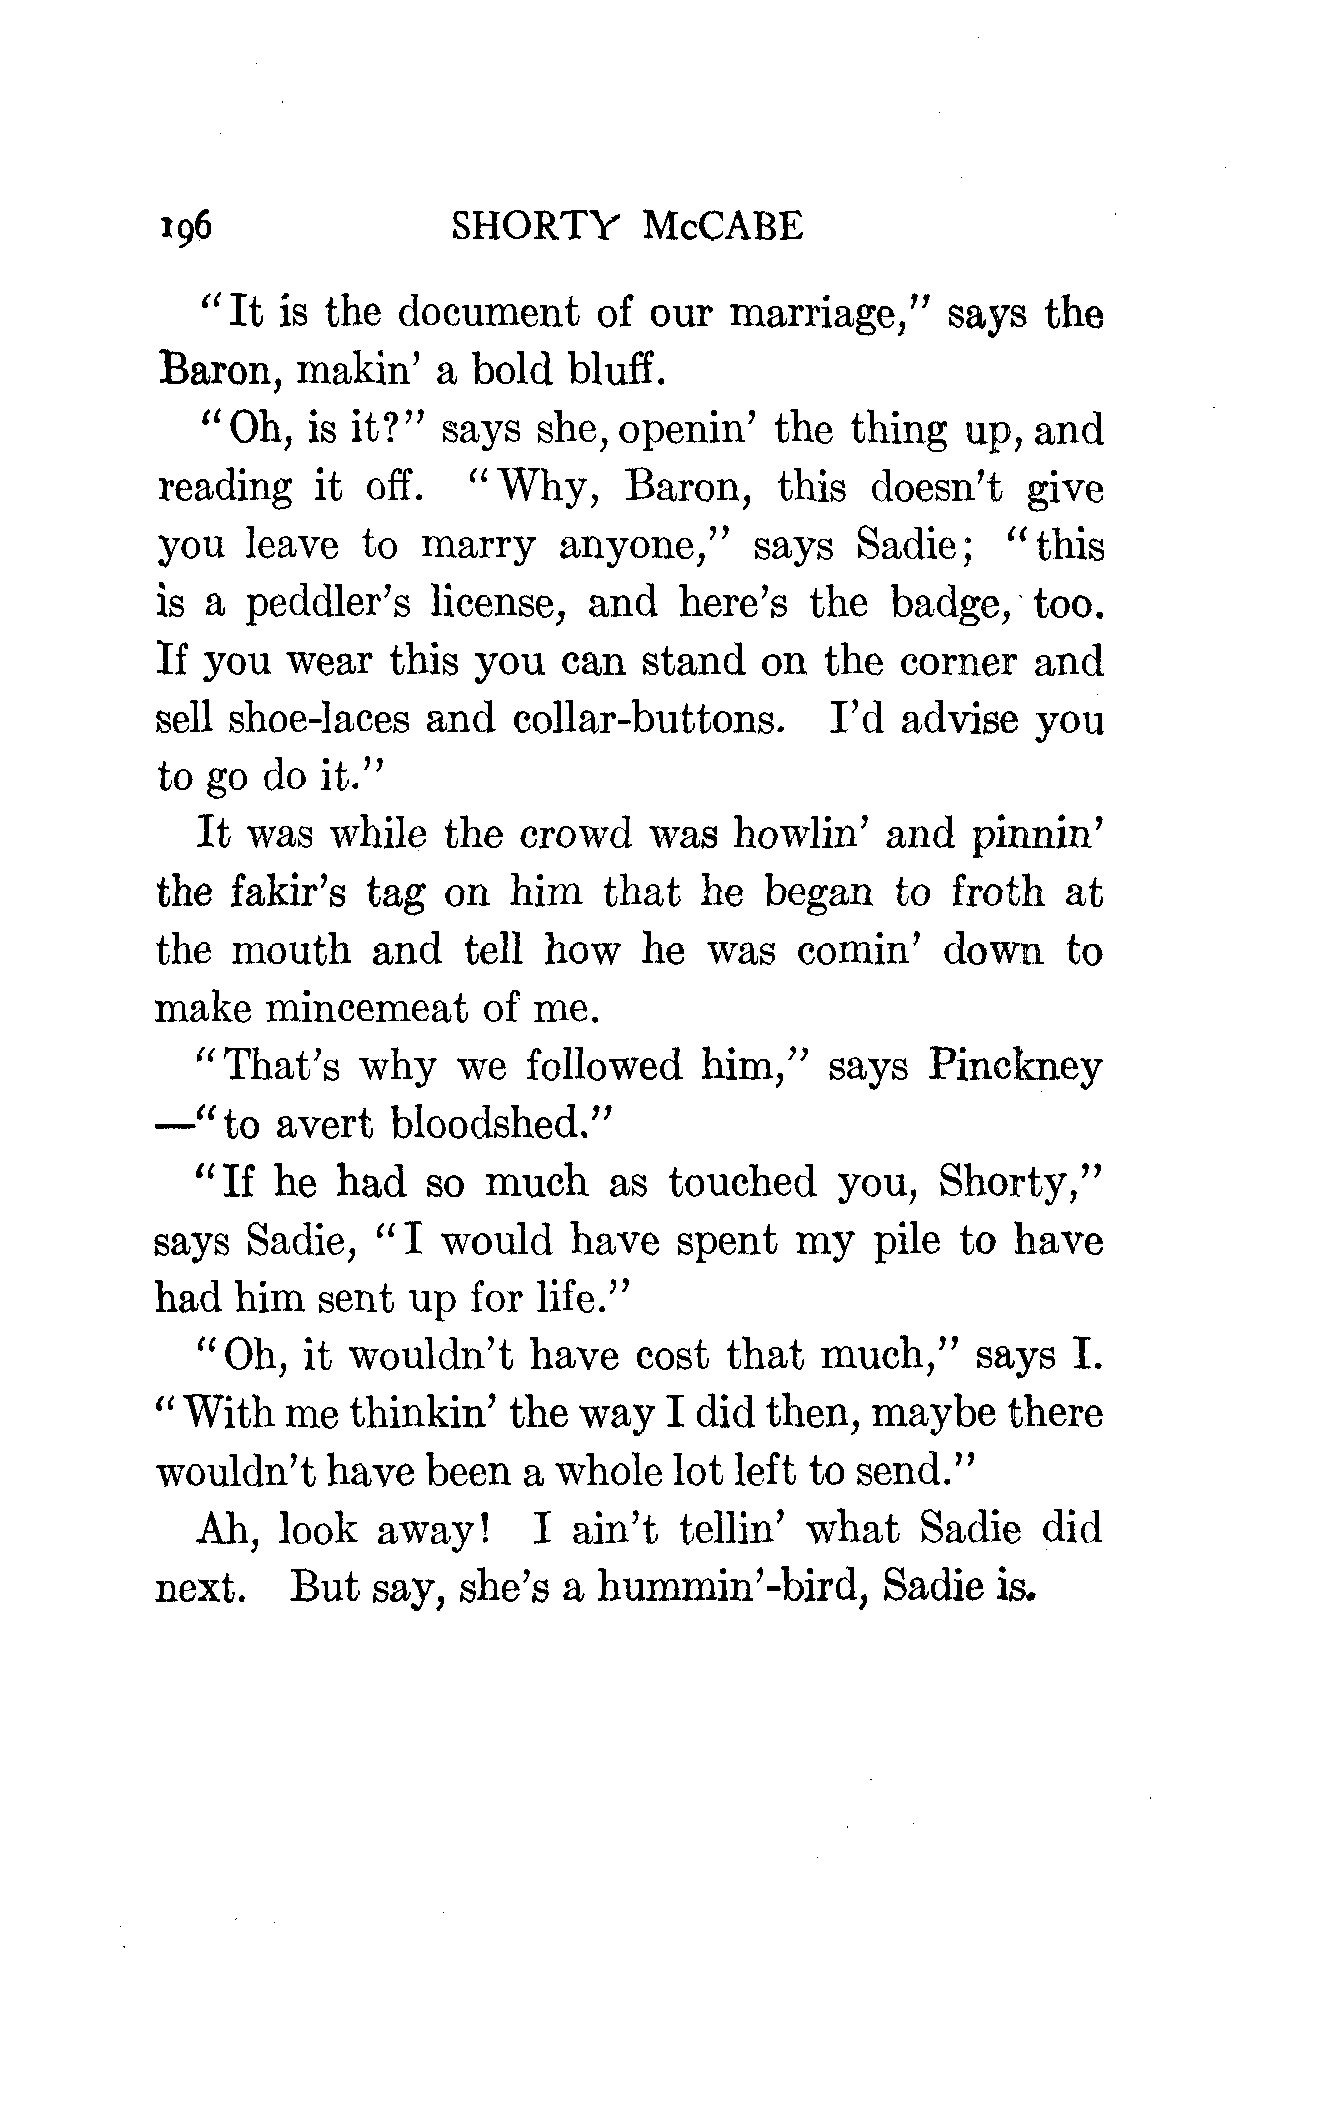 196 SHORTY McCABE
"It is the document of our marriage," says the
Baron, makin' a bold bluff.
"Oh, is it?" says she, openin' the thing up, and
reading it off. "Why, Baron, this doesn't give
you leave to marry anyone," says Sadie; "this
is a peddler's license, and here's the badge, too.
If you wear this you can stand on the corner and
sell shoe-laces and collar-buttons. I'd advise you
to go do it."
It was while the crowd was howlin' and pinnin'
the fakir's tag on him that he began to froth at
the mouth and tell how he was comin' down to
make mincemeat of me.
"That's why we followed him," says Pinckney
—"to avert bloodshed."
"If he had so much as touched you, Shorty,"
says Sadie, "I would have spent my pile to have
had him sent up for life."
"Oh, it wouldn't have cost that much," says I.
"With me thinkin' the way I did then, maybe there
wouldn't have been a whole lot left to send."
Ah, look away! I ain't tellin' what Sadie did
next. But say, she's a hummin'-bird, Sadie is.